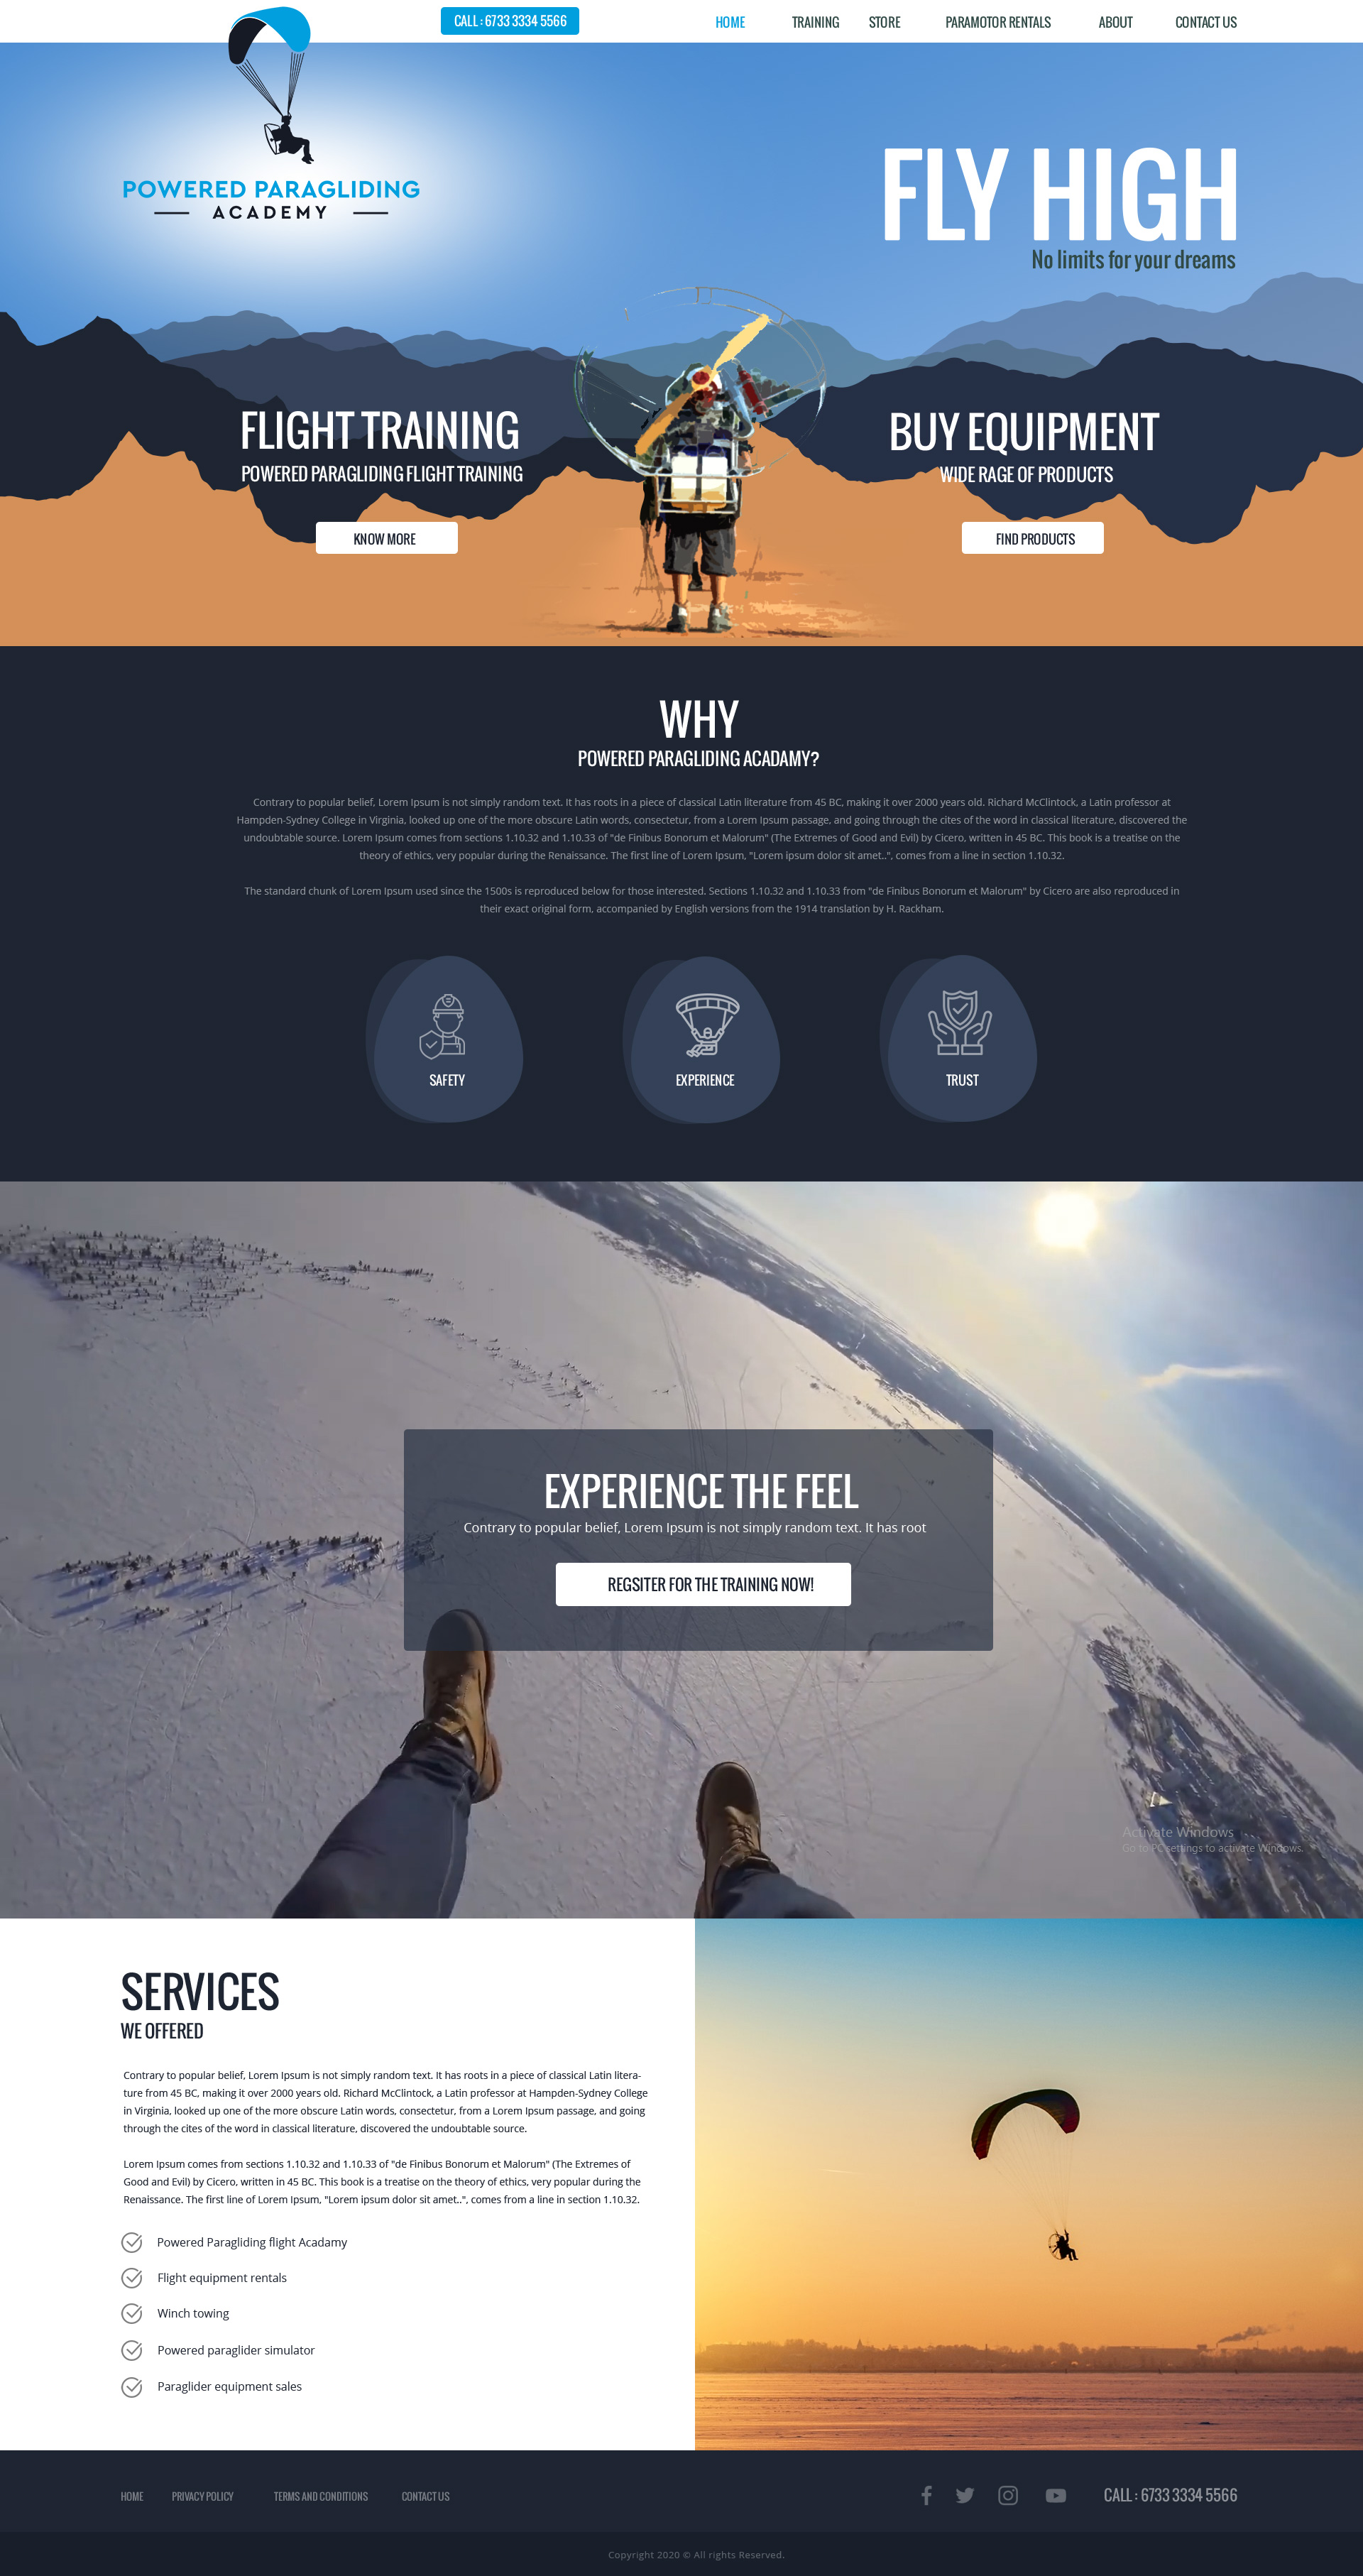 CALL : 6733 3334 5566
HOME TRAINING STORE PARAMOTOR RENTALS ABOUT CONTACT US
POWERED PARAGLIDING
ACADEMY
FLY HIGH
No limits for your dreams
FLIGHT TRAINING
POWERED PARAGLIDING FLIGHT TRAINING
KNOW MORE
BUY EQUIPMENT
WIDE RAGE OF PRODUCTS
FIND PRODUCTS
WHY
POWERED PARAGLIDING ACADAMY?
Contrary to popular belief, Lorem Ipsum is not simply random text. It has roots in a piece of classical Latin literature from 45 BC, making it over 2000 years old. Richard McClintock, a Latin professor at
Hampden-Sydney College in Virginia, looked up one of the more obscure Latin words, consectetur, from a Lorem Ipsum passage, and going through the cites of the word in classical literature, discovered the
undoubtable source. Lorem Ipsum comes from sections 1.10.32 and 1.10.33 of "de Finibus Bonorum et Malorum" (The Extremes of Good and Evil) by Cicero, written in 45 BC. This book is a treatise on the
theory of ethics, very popular during the Renaissance. The first line of Lorem Ipsum, "Lorem ipsum dolor sit amet..", comes from a line in section 1.10.32.
The standard chunk of Lorem Ipsum used since the 1500s is reproduced below for those interested. Sections 1.10.32 and 1.10.33 from "de Finibus Bonorum et Malorum" by Cicero are also reproduced in
their exact original form, accompanied by English versions from the 1914 translation by H. Rackham.
SAFETY
EXPERIENCE
TRUST
EXPERIENCE THE FEEL
Contrary to popular belief, Lorem Ipsum is not simply random text. It has root
REGSITER FOR THE TRAINING NOW!
Activate Windows
Go to PC settings to activate Windows.
SERVICES
WE OFFERED
Contrary to popular belief, Lorem Ipsum is not simply random text. It has roots in a piece of classical Latin litera-
ture from 45 BC, making it over 2000 years old. Richard McClintock, a Latin professor at Hampden-Sydney College
in Virginia, looked up one of the more obscure Latin words, consectetur, from a Lorem Ipsum passage, and going
through the cites of the word in classical literature, discovered the undoubtable source.
Lorem Ipsum comes from sections 1.10.32 and 1.10.33 of "de Finibus Bonorum et Malorum" (The Extremes of
Good and Evil) by Cicero, written in 45 BC. This book is a treatise on the theory of ethics, very popular during the
Renaissance. The first line of Lorem Ipsum, "Lorem ipsum dolor sit amet..", comes from a line in section 1.10.32.
Powered Paragliding flight Acadamy
Flight equipment rentals
Winch towing
Powered paraglider simulator
Paraglider equipment sales
HOME PRIVACY POLICY TERMS AND CONDITIONS CONTACT US
CALL : 6733 3334 5566
Copyright 2020 © All rights Reserved.